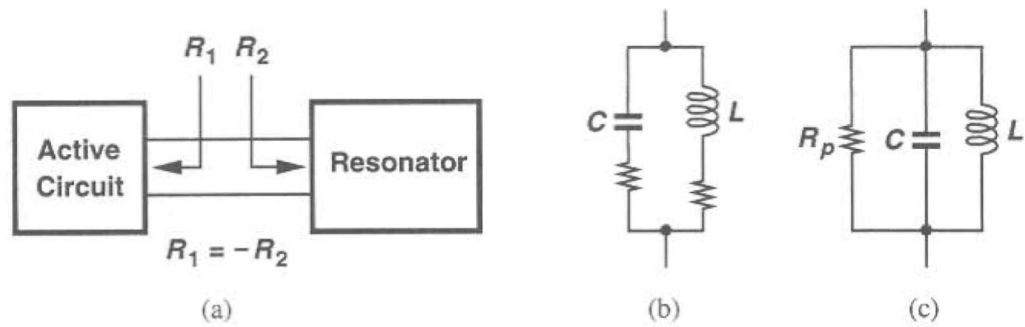 R1 R2
Active
Circuit
Resonator
R1 = – R2
(a)
C L
(b)
Rp C L
(c)